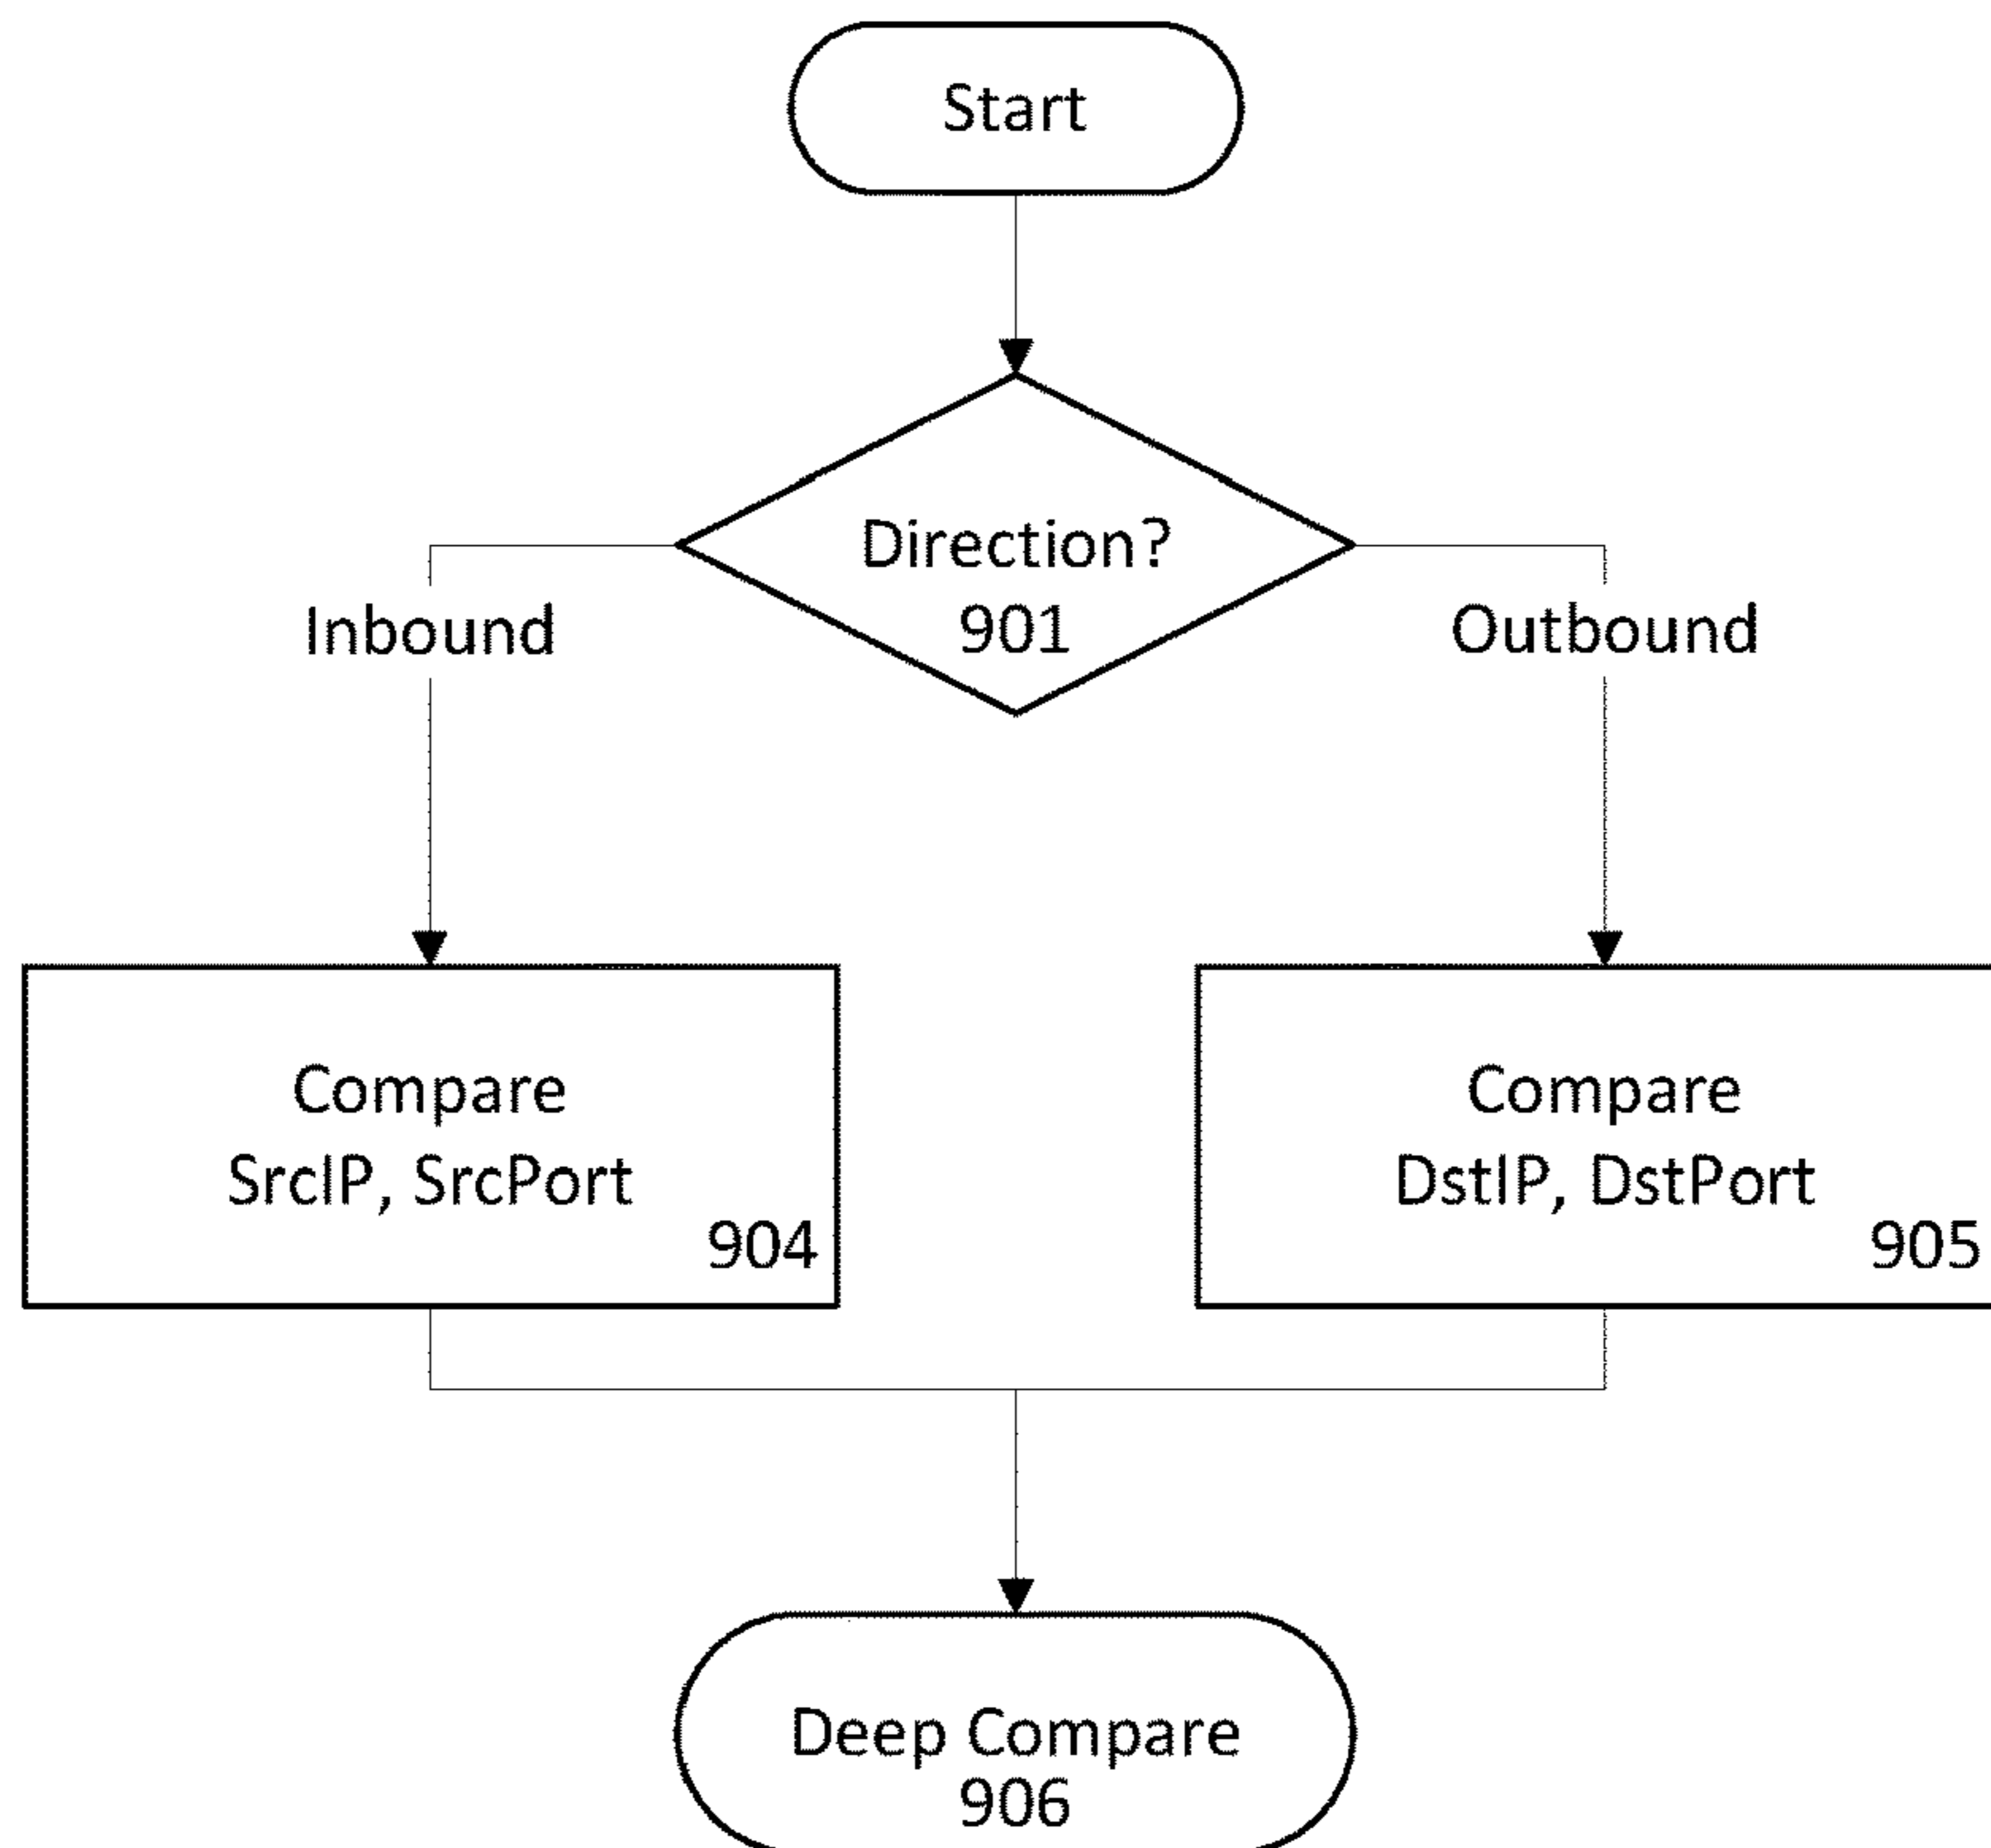 Start
Direction?
901
Inbound
Outbound
Compare
SrcIP, SrcPort
904
Compare
DstIP, DstPort
905
Deep Compare
906